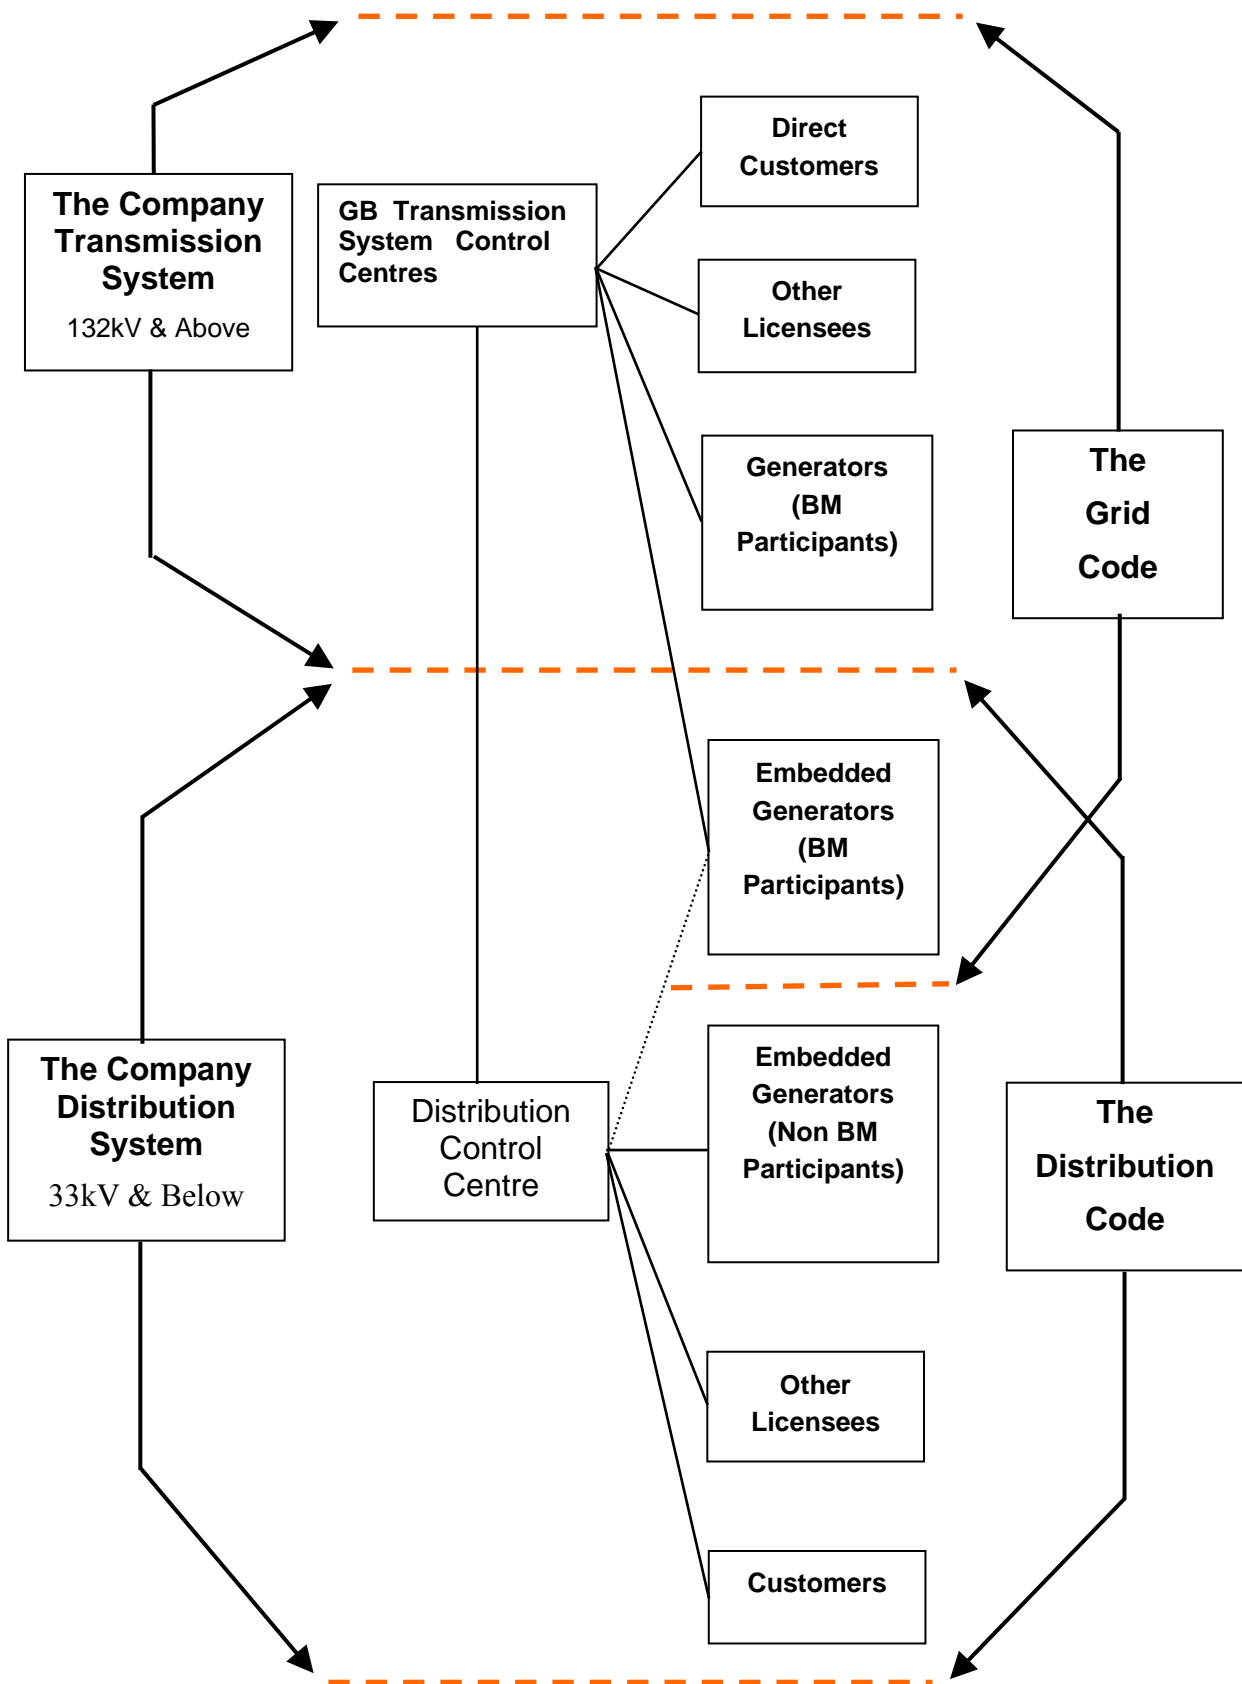 The Company
Transmission
System
132kV & Above
GB Transmission
System Control
Centres
Direct
Customers
Other
Licensees
Generators
(BM
Participants)
The
Grid
Code
Embedded
Generators
(BM
Participants)
The Company
Distribution
System
33kV & Below
Distribution
Control
Centre
Embedded
Generators
(Non BM
Participants)
The
Distribution
Code
Other
Licensees
Customers